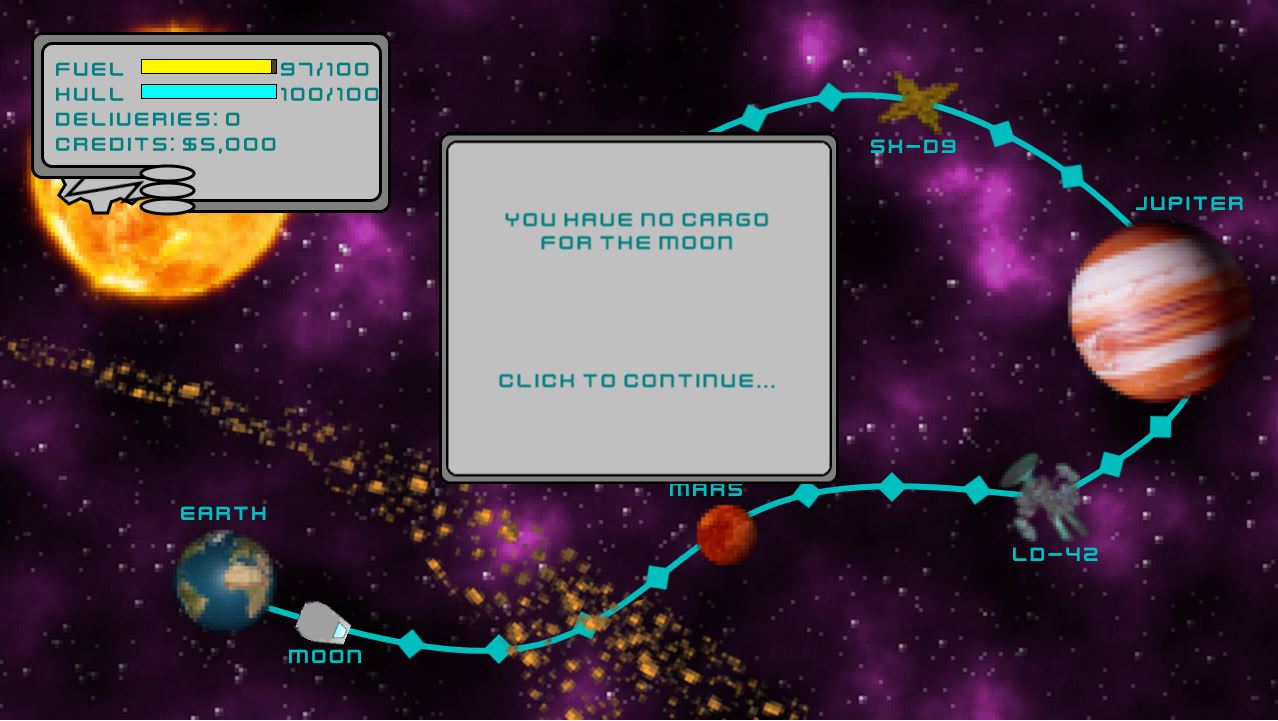 FUEL 97/100
HULL 100/100
DELIVERIES: 0
CREDITS: $5,000
SH-D9
JUPITER
YOU HAVE NO CARGO
FOR THE MOON
CLICK TO CONTINUE...
MARS
EARTH
LD-42
MOON